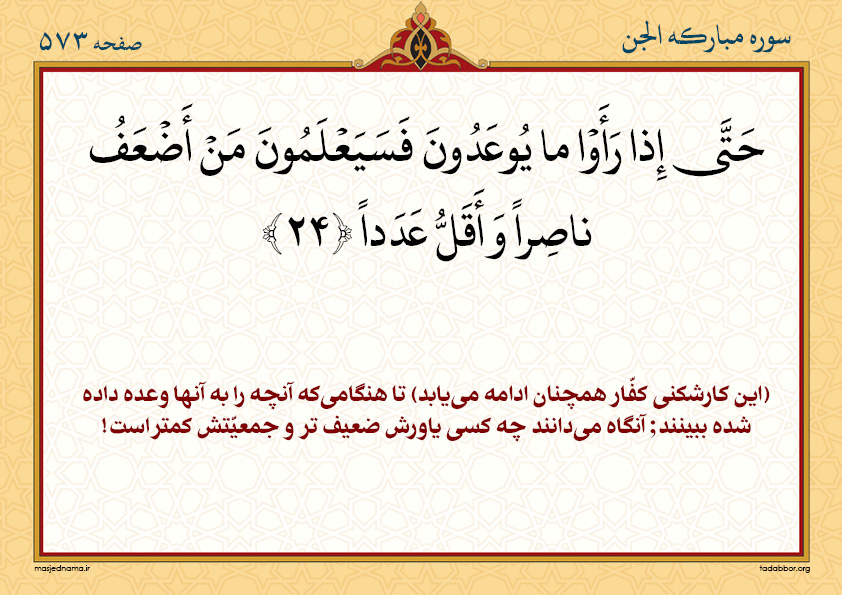 سوره مبارکه الجن
صفحه ۵۷۳
حَتَّى إِذا رَأَوْا ما يُوعَدُونَ فَسَيَعْلَمُونَ مَنْ أَضْعَفُ
ناصِراً وَ أَقَلُّ عَدَداً ﴿۲۴﴾
(این کارشکنی کفّار همچنان ادامه می‌یابد) تا هنگامی‌که آنچه را به آنها وعده داده
شده ببینند; آنگاه می‌دانند چه کسی یاورش ضعیف تر و جمعیّتش کمتر است!
masjednama.ir
tadabbor.org